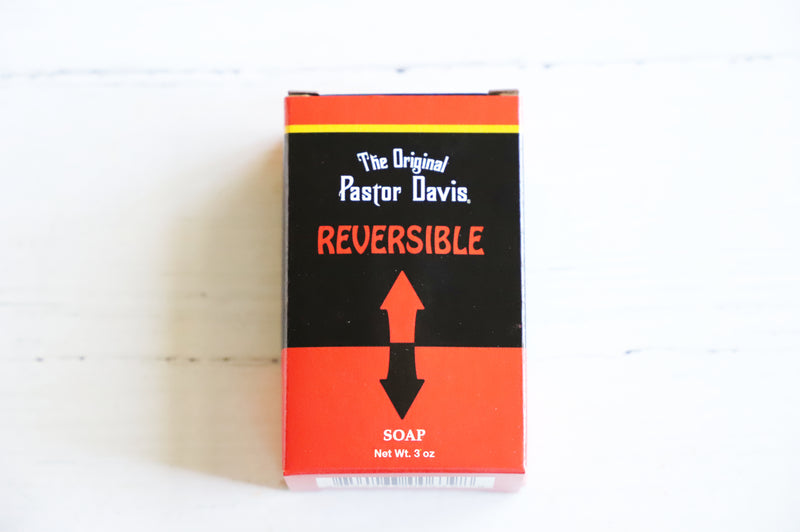 The Original
Pastor Davis®
REVERSIBLE
SOAP
Net Wt. 3 oz